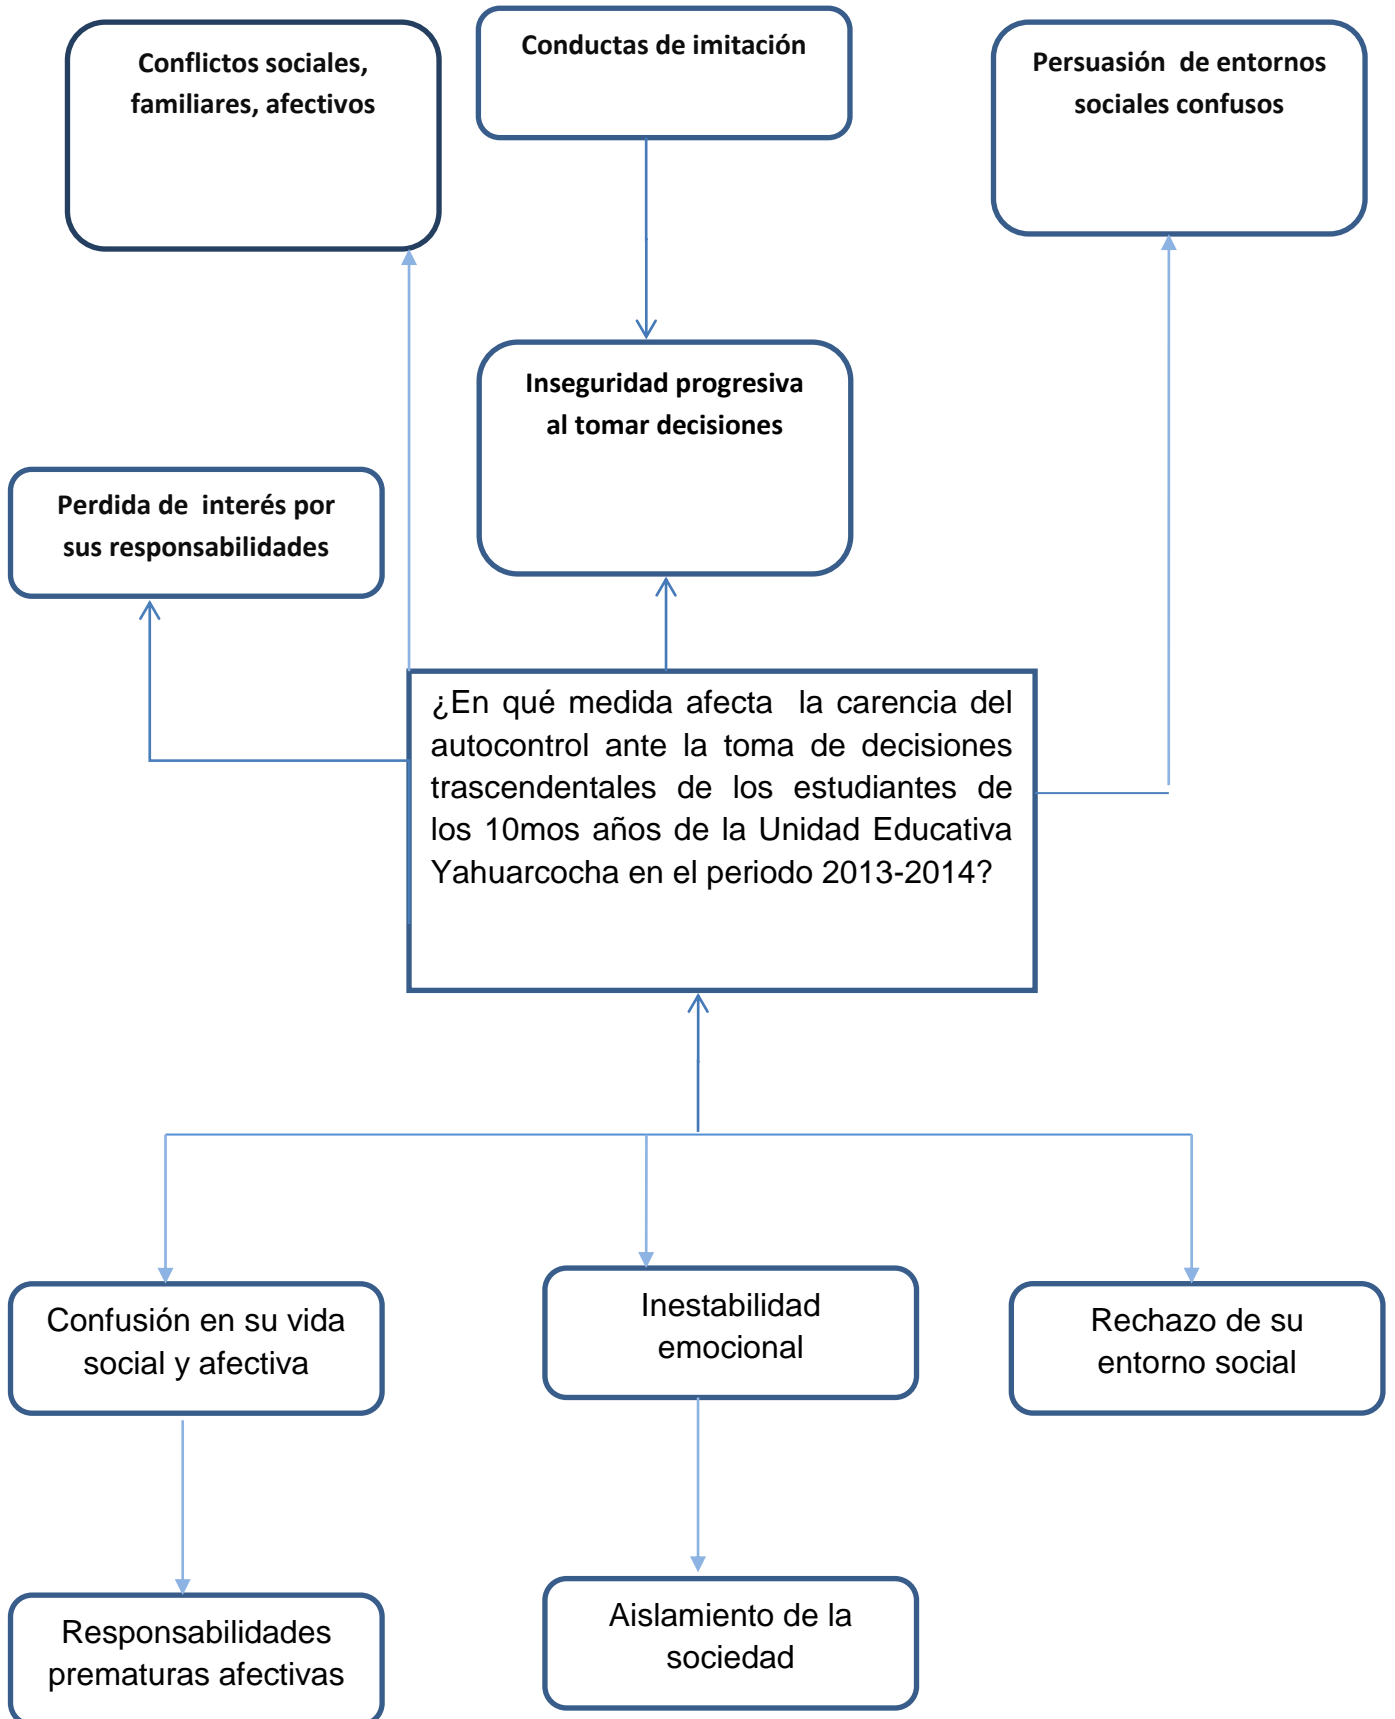 Conflictos sociales,
familiares, afectivos
Conductas de imitación
Persuasión  de entornos
sociales confusos
Inseguridad progresiva
al tomar decisiones
Perdida de  interés por
sus responsabilidades
¿En qué medida afecta  la carencia del
autocontrol ante la toma de decisiones
trascendentales de los estudiantes de
los 10mos años de la Unidad Educativa
Yahuarcocha en el periodo 2013-2014?
Confusión en su vida
social y afectiva
Inestabilidad
emocional
Rechazo de su
entorno social
Responsabilidades
prematuras afectivas
Aislamiento de la
sociedad